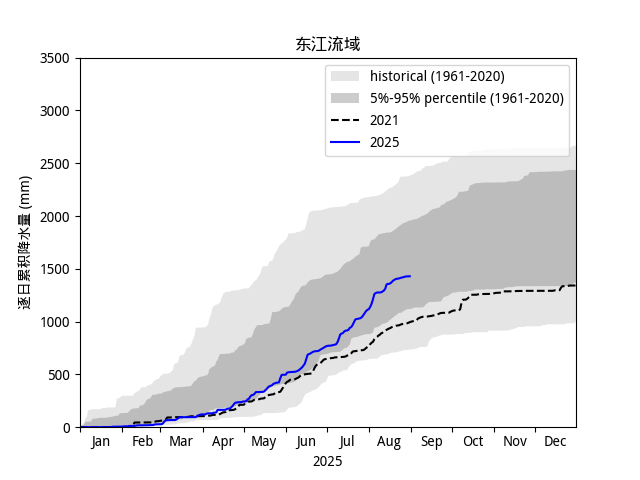 东江流域
3500
3000
2500
2000
1500
1000
500
0
逐日累积降水量 (mm)
historical (1961-2020)
5%-95% percentile (1961-2020)
2021
2025
Jan Feb Mar Apr May Jun Jul Aug Sep Oct Nov Dec
2025